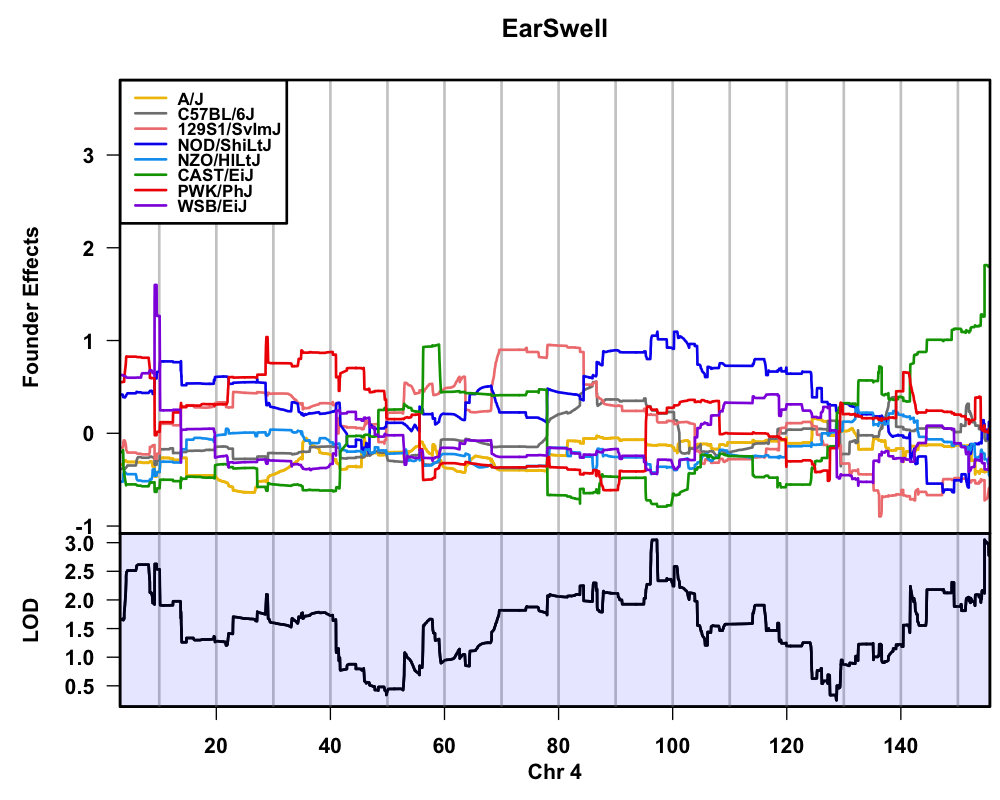 EarSwell
A/J
C57BL/6J
129S1/SvImJ
NOD/ShiLtJ
NZO/HlLtJ
CAST/EiJ
PWK/PhJ
WSB/EiJ
Founder Effects
3
2
1
0
-1
LOD
3.0
2.5
2.0
1.5
1.0
0.5
20 40 60 80 100 120 140
Chr 4